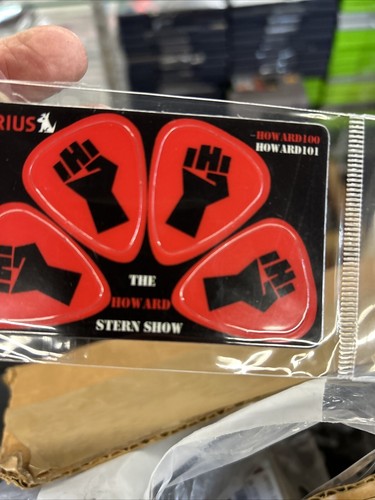 RIUS
HOWARD100
HOWARD101
THE
HOWARD
STERN SHOW